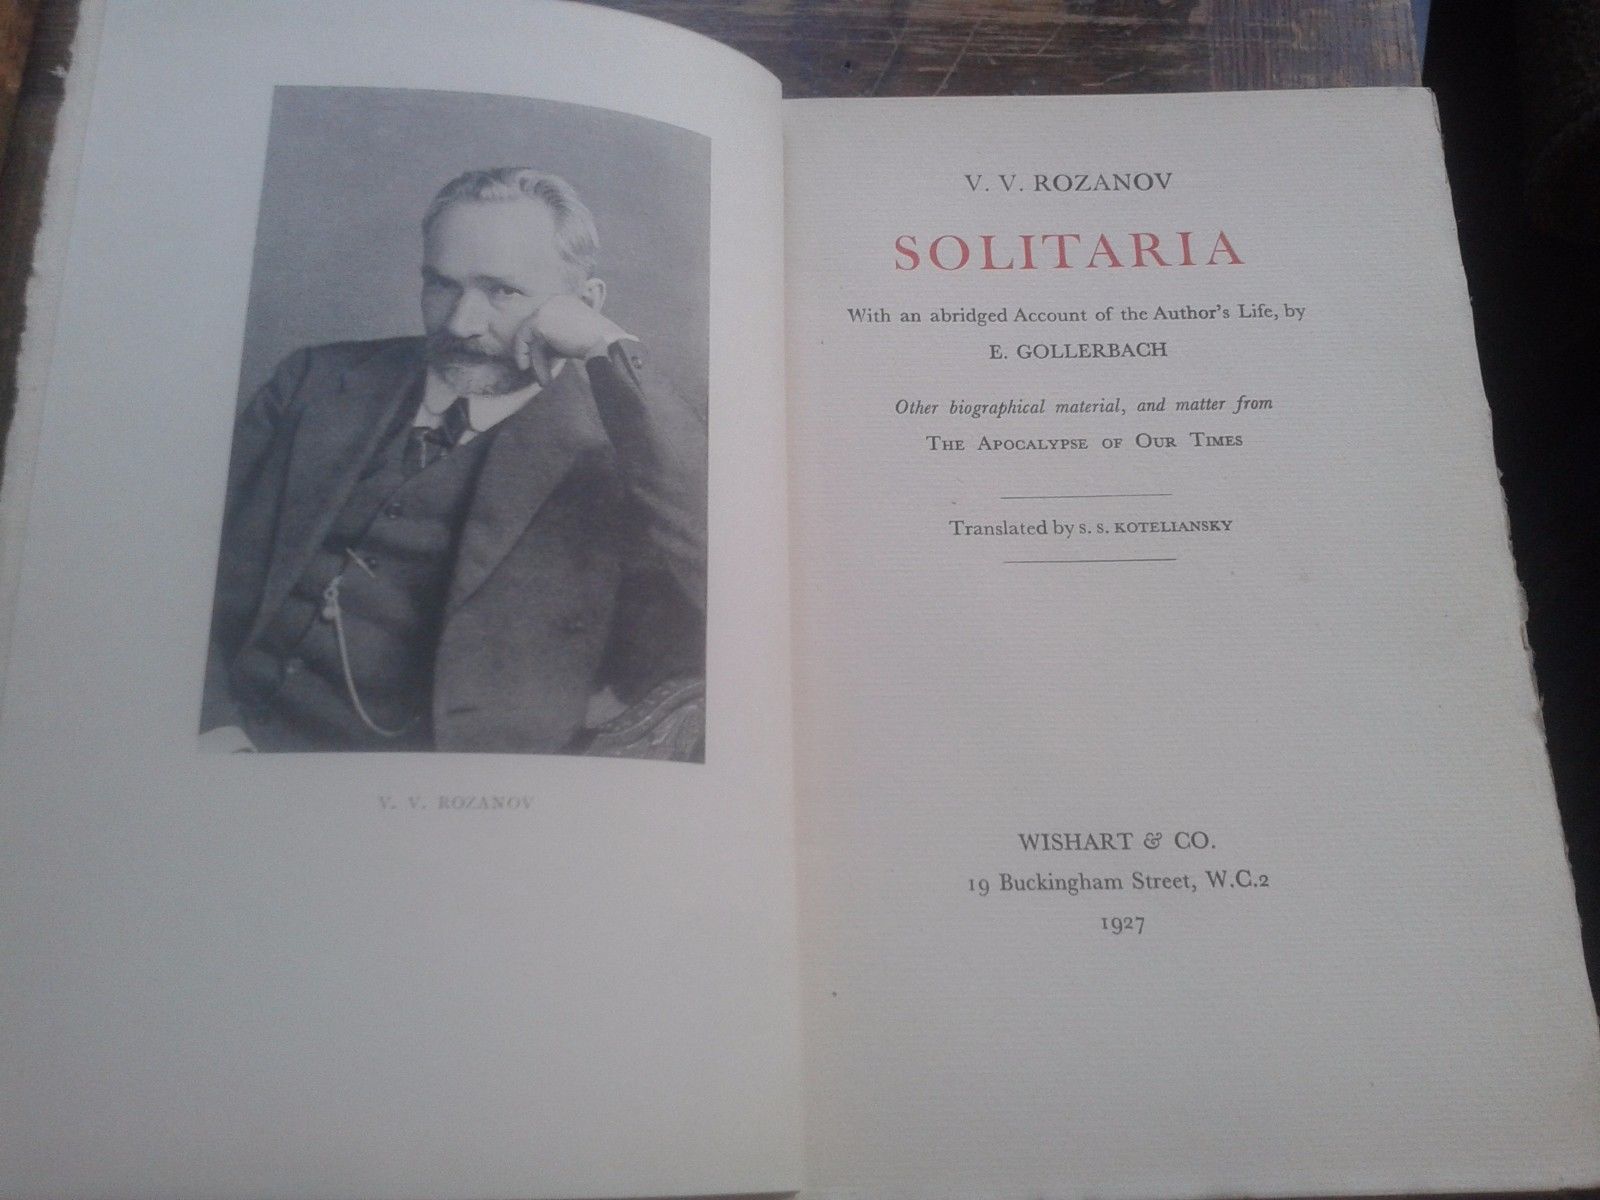 V. V. ROZANOV
V. V. ROZANOV
SOLITARIA
With an abridged Account of the Author's Life, by
E. GOLLERBACH
Other biographical material, and matter from
THE APOCALYPSE OF OUR TIMES
Translated by S. S. KOTELIANSKY
WISHART & CO.
19 Buckingham Street, W.C.2
1927